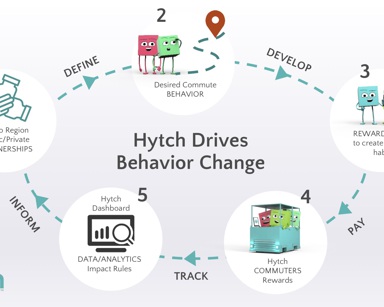 2
DEFINE
DEVELOP
Desired Commute
BEHAVIOR
3
REWARD
to create
hab
Region
/Private
Hytch Drives
Behavior Change
INFORM
5
Hytch
Dashboard
DATA/ANALYTICS
Impact Rules
4
Hytch
COMMUTERS
Rewards
PAY
TRACK